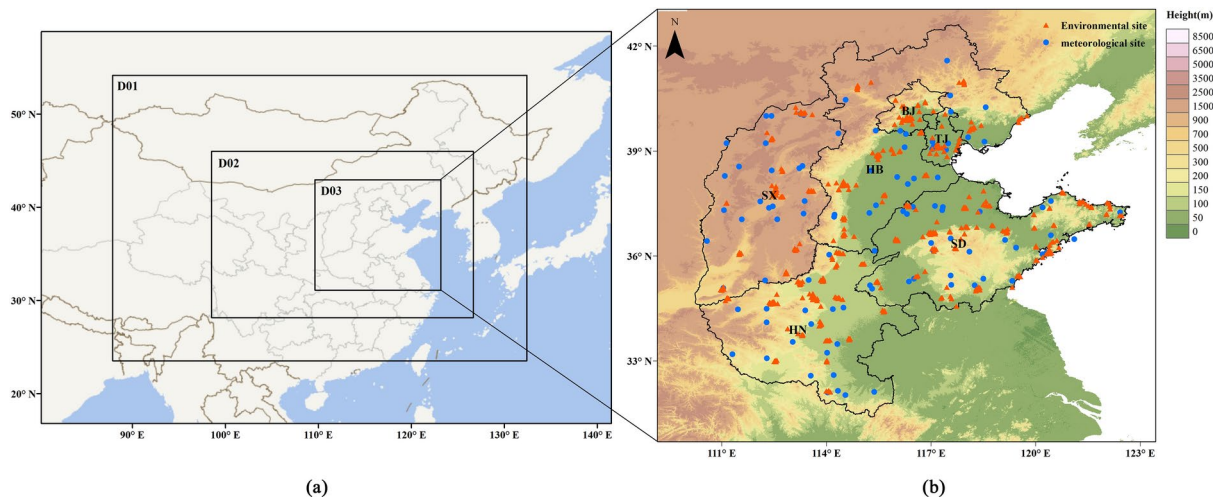 D01
D02
D03
50° N
40° N
30° N
20° N
90° E
100° E
110° E
120° E
130° E
140° E
(a)
N
Environmental site
meteorological site
42°N
39°N
36°N
33°N
111°E
114°E
117°E
120°E
123°E
BJ
TJ
HB
SX
SD
HN
Height(m)
8500
6500
5000
3500
2500
1500
900
700
500
300
200
150
100
50
0
(b)